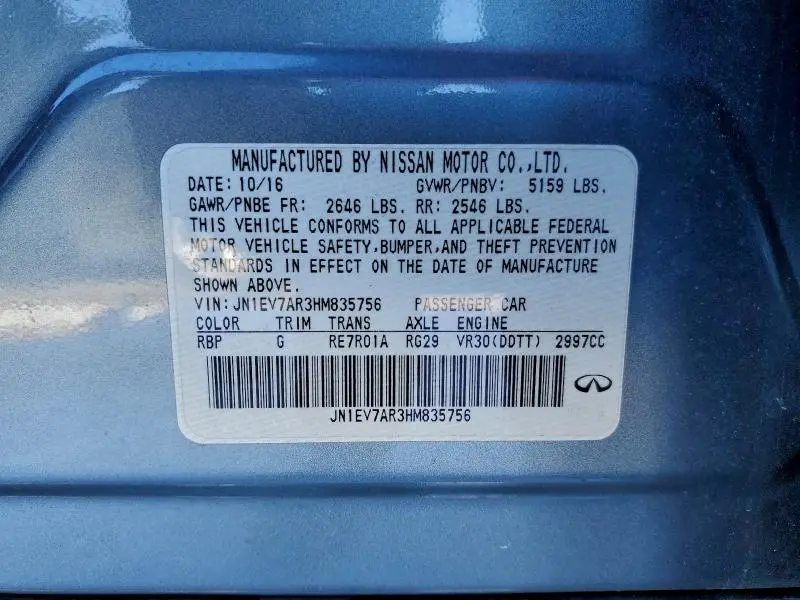 MANUFACTURED BY NISSAN MOTOR CO.,LTD.
DATE: 10/16 GVWR/PNBV: 5159 LBS.
GAWR/PNBE FR: 2646 LBS. RR: 2546 LBS.
THIS VEHICLE CONFORMS TO ALL APPLICABLE FEDERAL
MOTOR VEHICLE SAFETY,BUMPER,AND THEFT PREVENTION
STANDARDS IN EFFECT ON THE DATE OF MANUFACTURE
SHOWN ABOVE.
VIN:JN1EV7AR3HM835756 PASSENGER CAR
COLOR TRIM TRANS AXLE ENGINE
RBP G RE7R01A RG29 VR30(DDTT) 2997CC
JN1EV7AR3HM835756